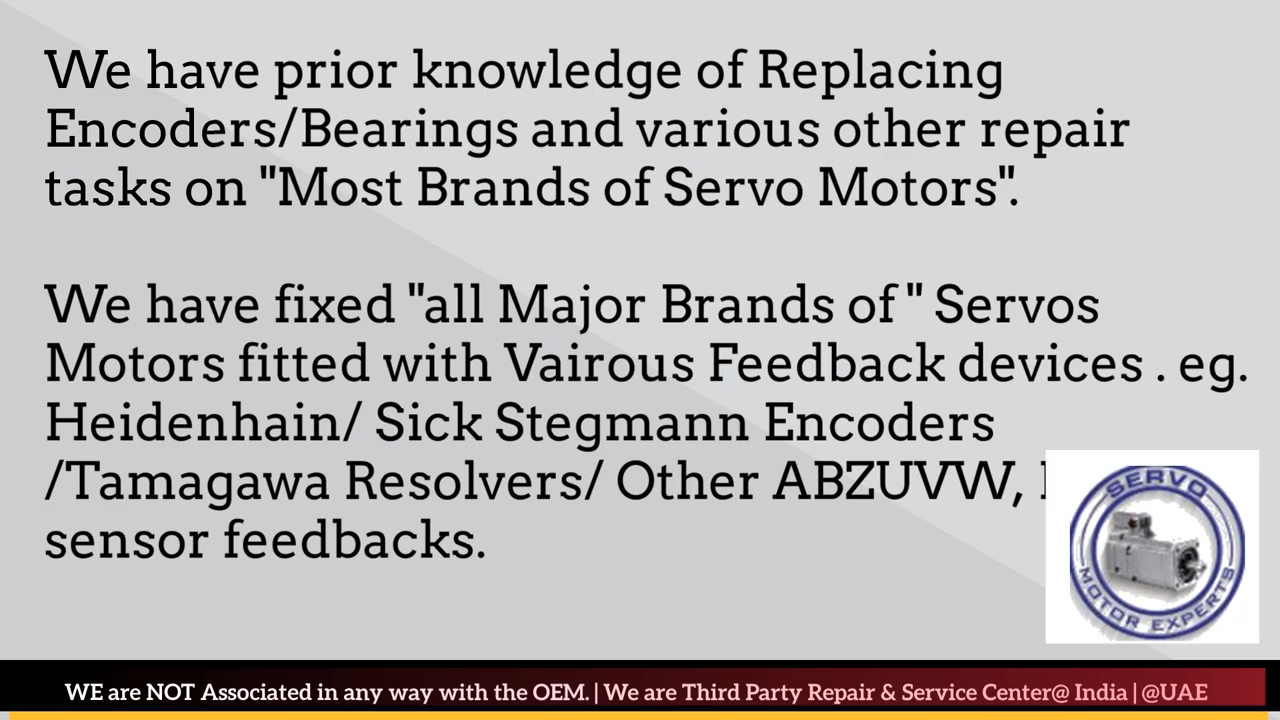 We have prior knowledge of Replacing
Encoders/Bearings and various other repair
tasks on "Most Brands of Servo Motors".
We have fixed "all Major Brands of " Servos
Motors fitted with Vairous Feedback devices . eg.
Heidenhain/ Sick Stegmann Encoders
/Tamagawa Resolvers/ Other ABZUVW,
sensor feedbacks.
SERVO
MOTOR EXPERTS
WE are NOT Associated in any way with the OEM. | We are Third Party Repair & Service Center@ India | @UAE